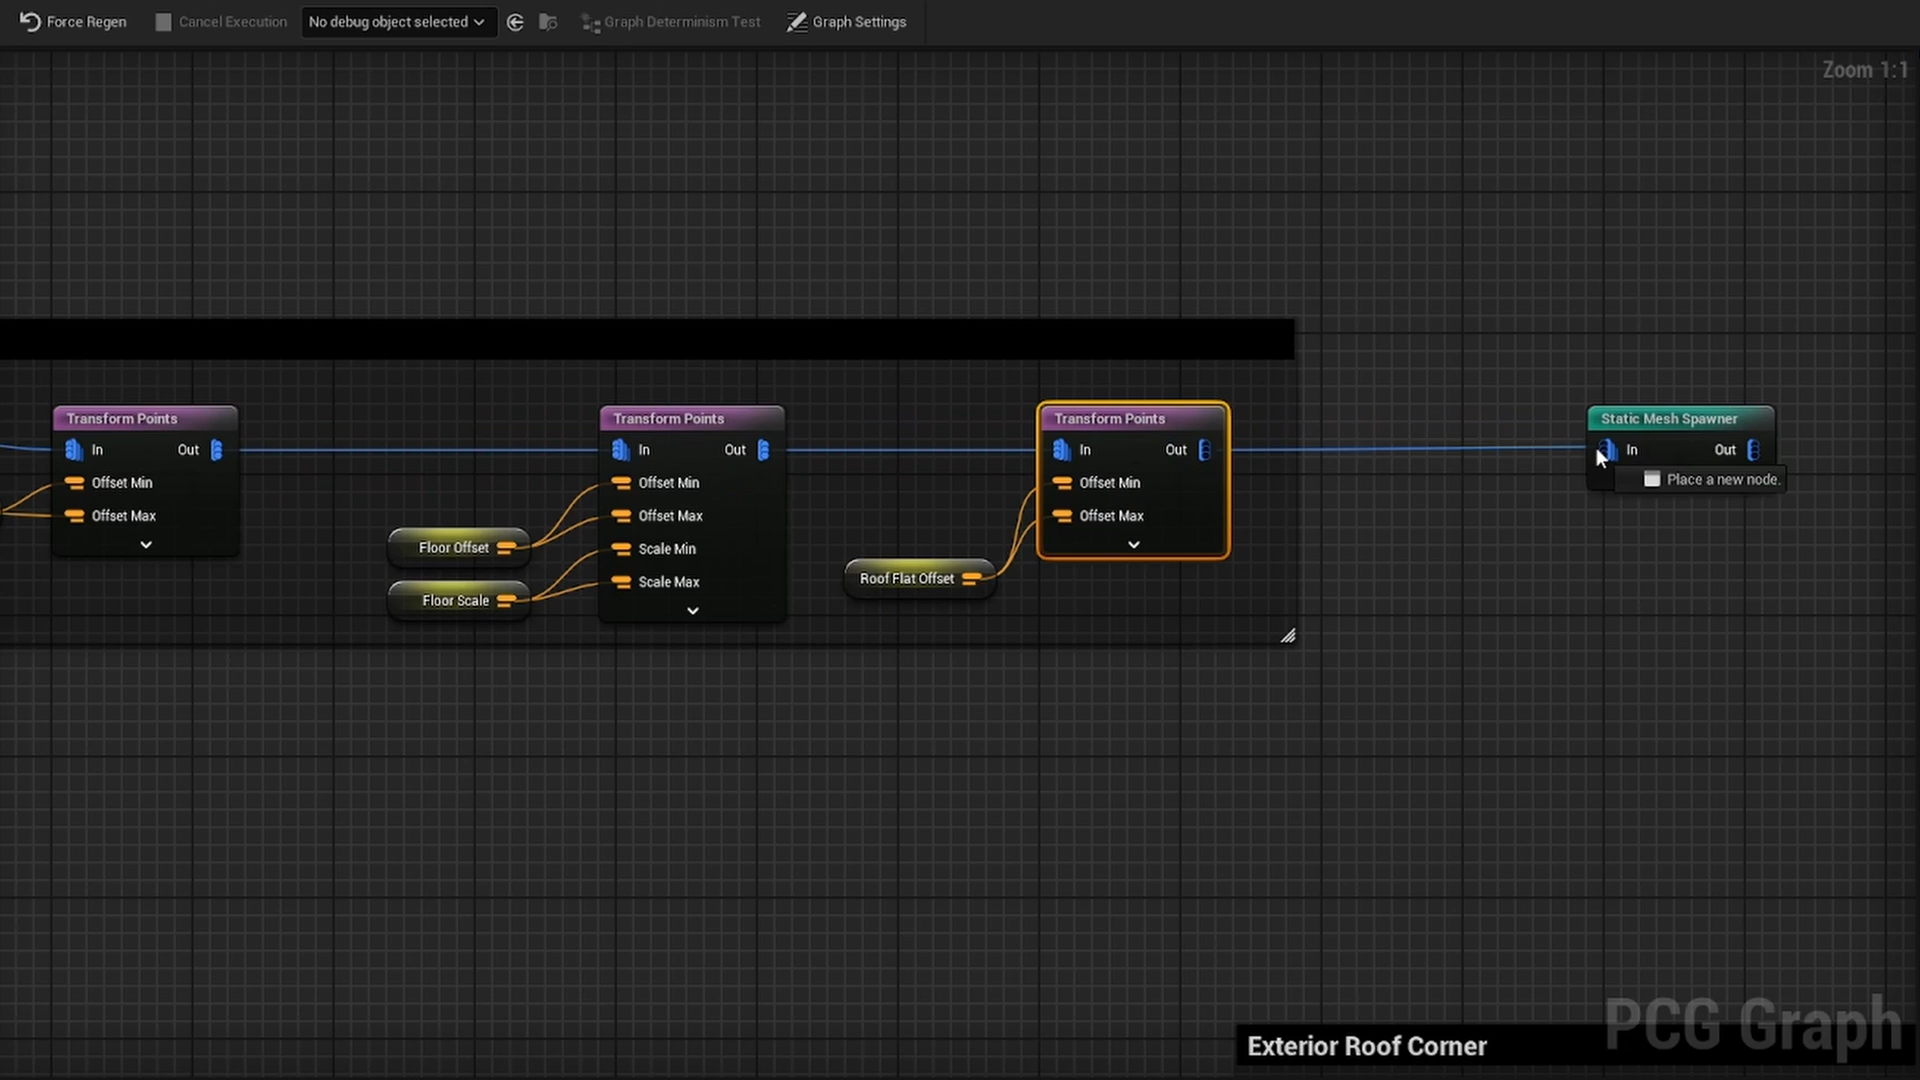 Force Regen
Cancel Execution
No debug object selected
Graph Determinism Test
Graph Settings
Zoom 1:1
Transform Points
In
Out
Offset Min
Offset Max
Floor Offset
Floor Scale
Transform Points
In
Out
Offset Min
Offset Max
Scale Min
Scale Max
Roof Flat Offset
Transform Points
In
Out
Offset Min
Offset Max
Static Mesh Spawner
In
Out
Place a new node.
PCG Graph
Exterior Roof Corner